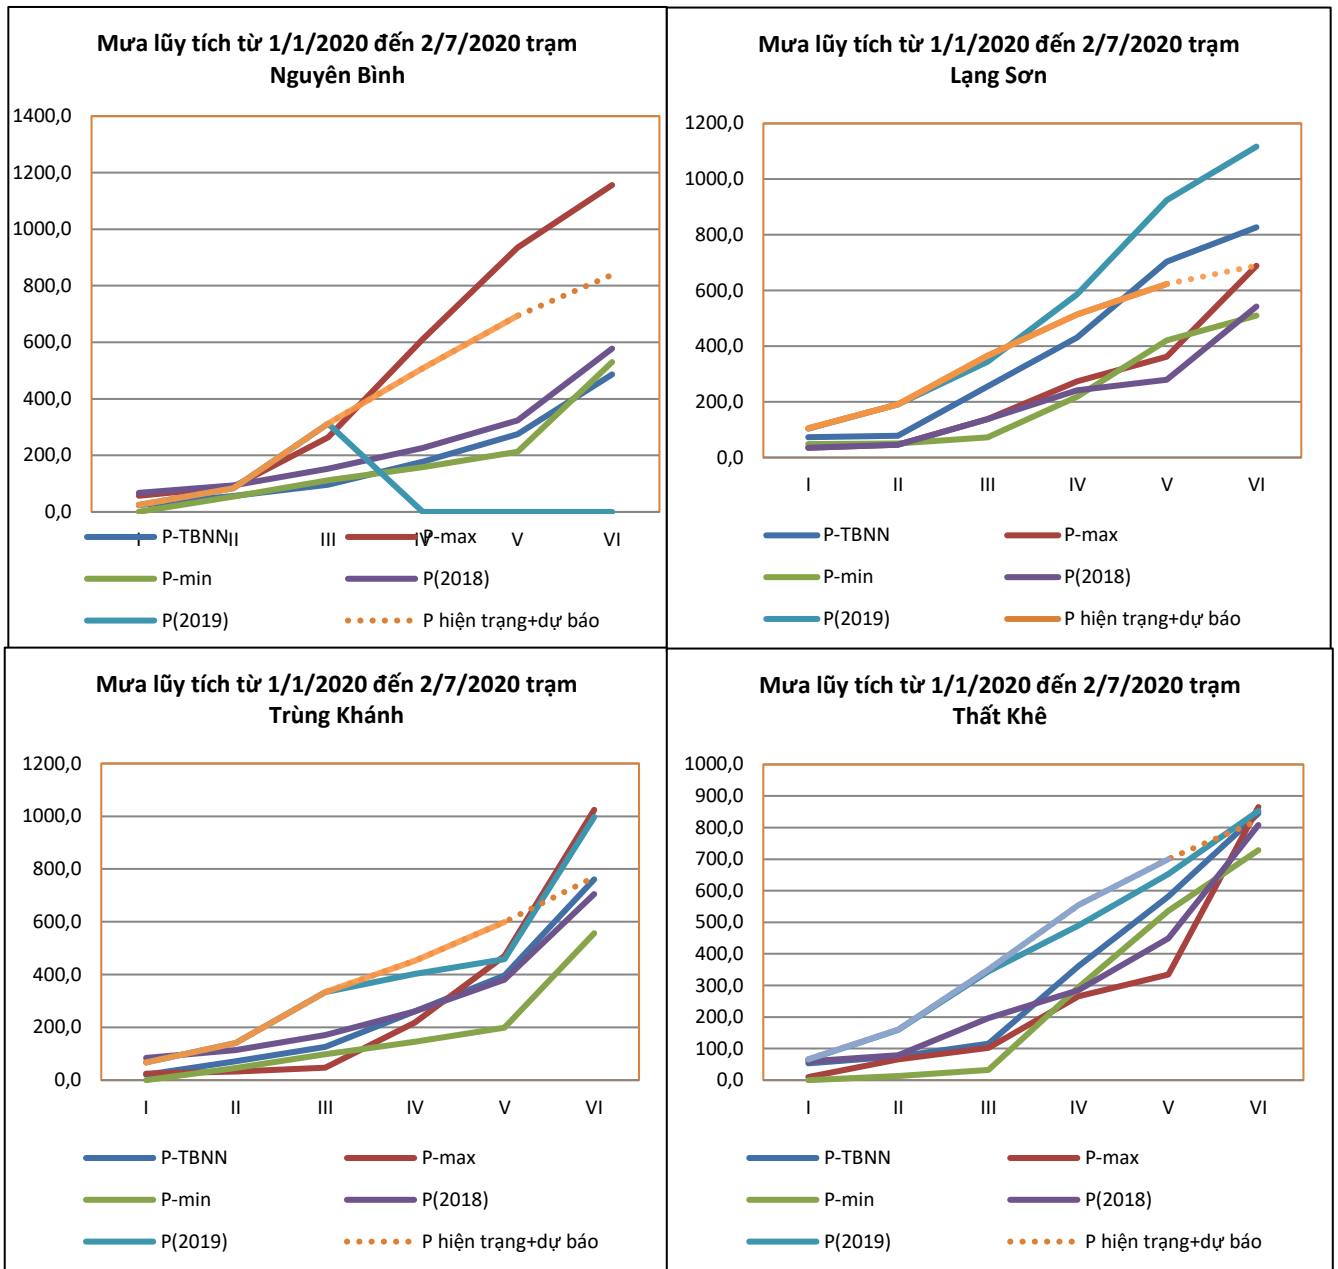 Mưa lũy tích từ 1/1/2020 đến 2/7/2020 trạm
Nguyên Bình
1400,0
1200,0
1000,0
800,0
600,0
400,0
200,0
0,0
I II III IV V VI
P-TBNN P-max
P-min P(2018)
P(2019) P hiện trạng+dự báo
Mưa lũy tích từ 1/1/2020 đến 2/7/2020 trạm
Lạng Sơn
1200,0
1000,0
800,0
600,0
400,0
200,0
0,0
I II III IV V VI
P-TBNN P-max
P-min P(2018)
P(2019) P hiện trạng+dự báo
Mưa lũy tích từ 1/1/2020 đến 2/7/2020 trạm
Trùng Khánh
1200,0
1000,0
800,0
600,0
400,0
200,0
0,0
I II III IV V VI
P-TBNN P-max
P-min P(2018)
P(2019) P hiện trạng+dự báo
Mưa lũy tích từ 1/1/2020 đến 2/7/2020 trạm
Thất Khê
1000,0
900,0
800,0
700,0
600,0
500,0
400,0
300,0
200,0
100,0
0,0
I II III IV V VI
P-TBNN P-max
P-min P(2018)
P(2019) P hiện trạng+dự báo